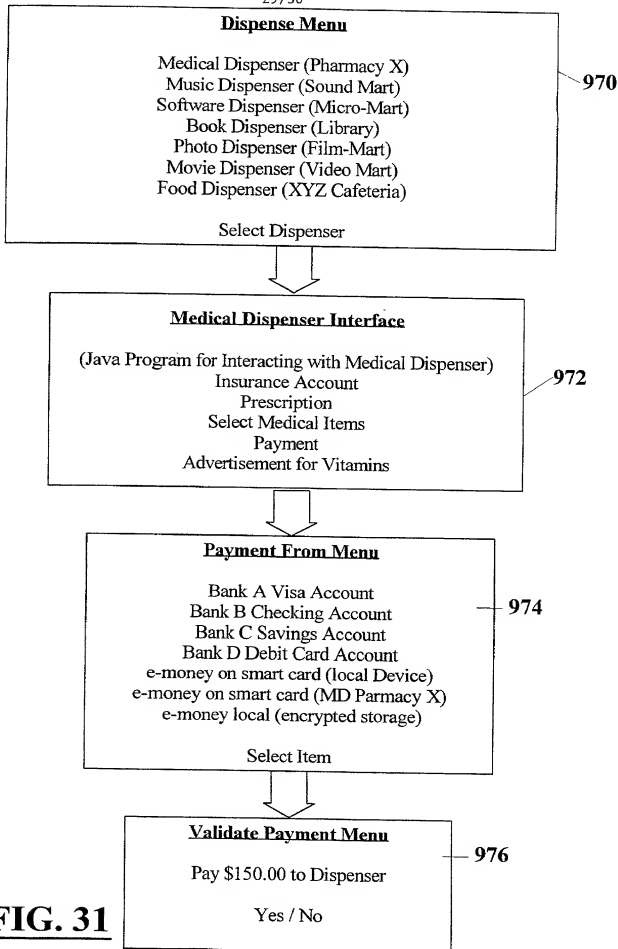 29/30
Dispense Menu
Medical Dispenser (Pharmacy X)
Music Dispenser (Sound Mart)
Software Dispenser (Micro-Mart)
Book Dispenser (Library)
Photo Dispenser (Film-Mart)
Movie Dispenser (Video Mart)
Food Dispenser (XYZ Cafeteria)
Select Dispenser
970
Medical Dispenser Interface
(Java Program for Interacting with Medical Dispenser)
Insurance Account
Prescription
Select Medical Items
Payment
Advertisement for Vitamins
972
Payment From Menu
Bank A Visa Account
Bank B Checking Account
Bank C Savings Account
Bank D Debit Card Account
e-money on smart card (local Device)
e-money on smart card (MD Parmacy X)
e-money local (encrypted storage)
Select Item
974
Validate Payment Menu
Pay $150.00 to Dispenser
Yes / No
976
FIG. 31